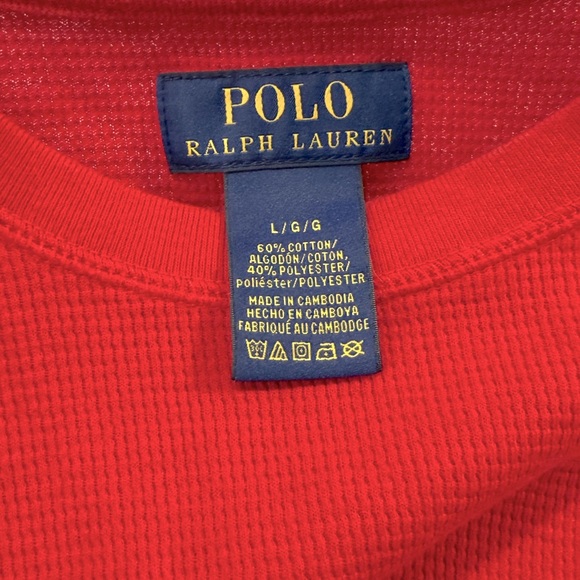 POLO
RALPH LAUREN
L/G/G
60% COTTON/
ALGODÓN/COTON,
40% POLYESTER/
poliéster/POLYESTER
MADE IN CAMBODIA
HECHO EN CAMBOYA
FABRIQUÉ AU CAMBODGE